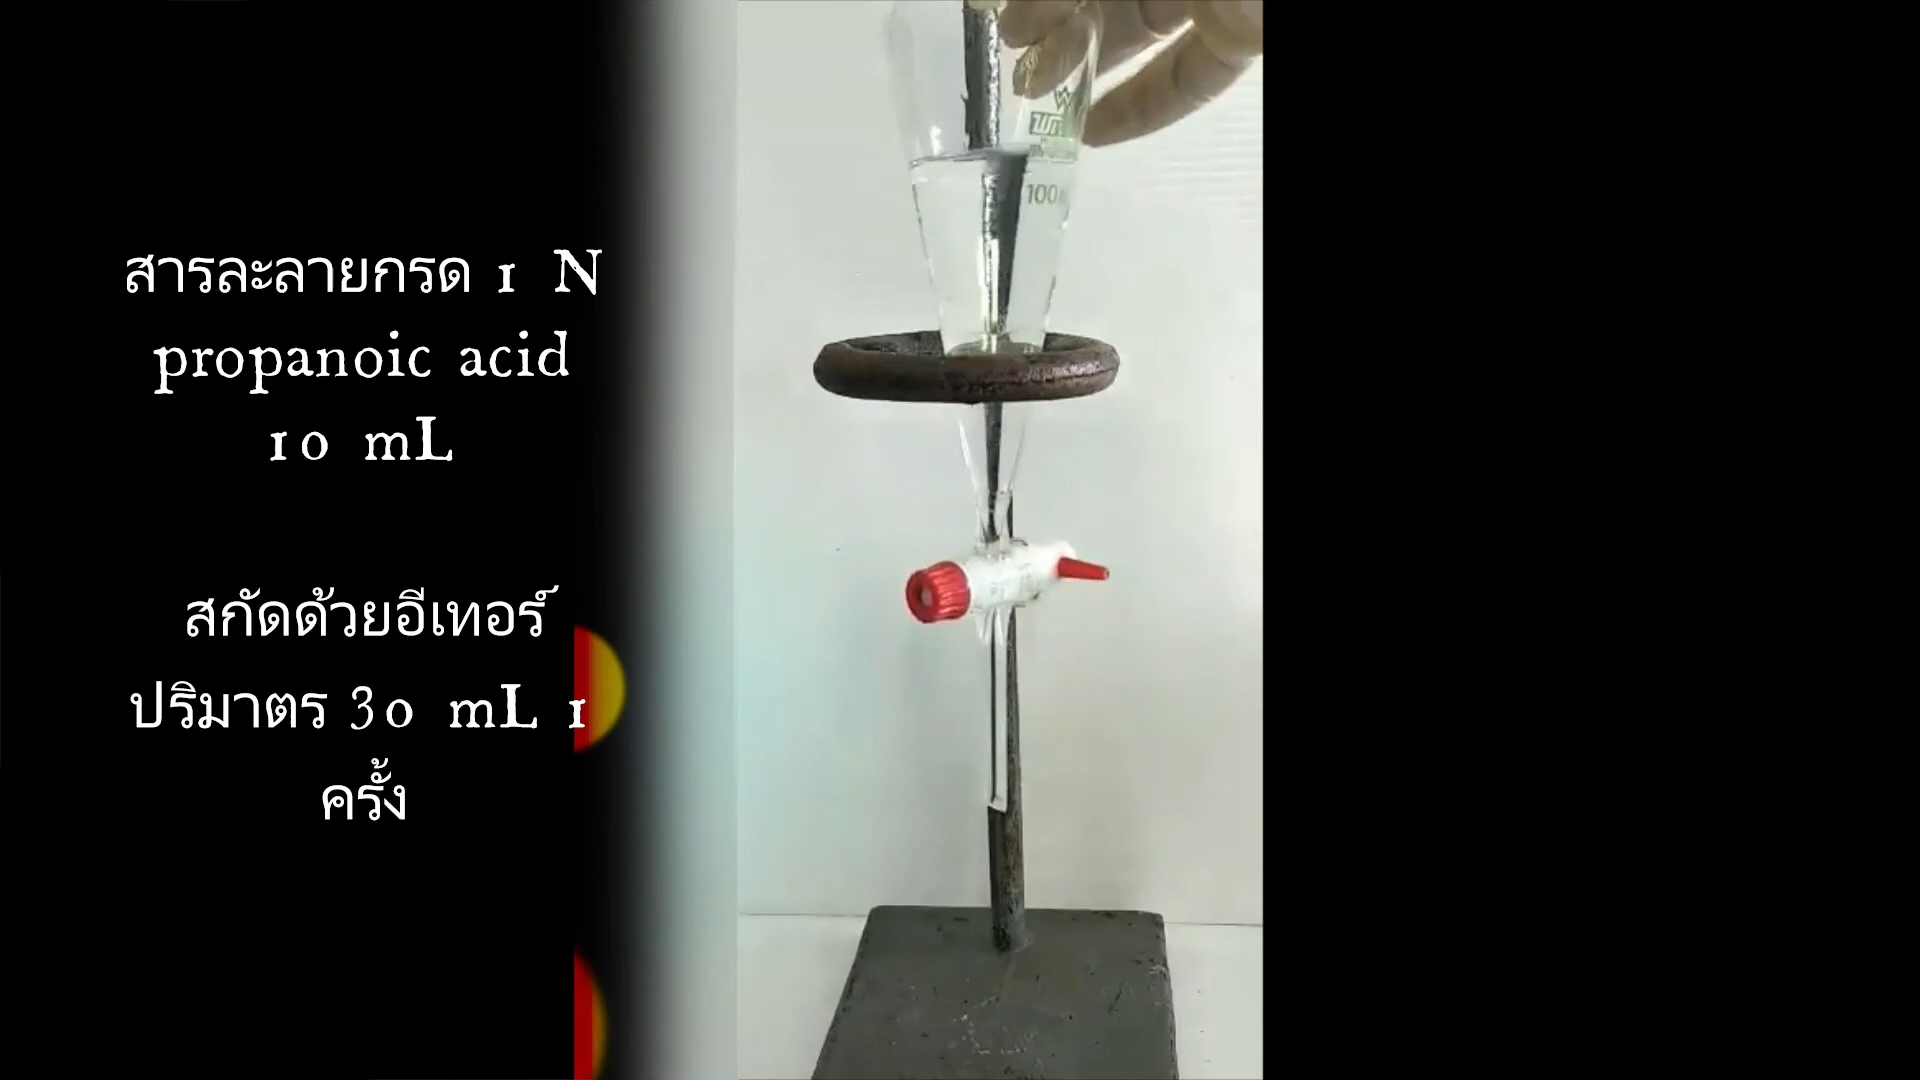 สารละลายกรด 1 N
propanoic acid
10 mL
สกัดด้วยอีเทอร์
ปริมาตร 30 mL 1
ครั้ง
100